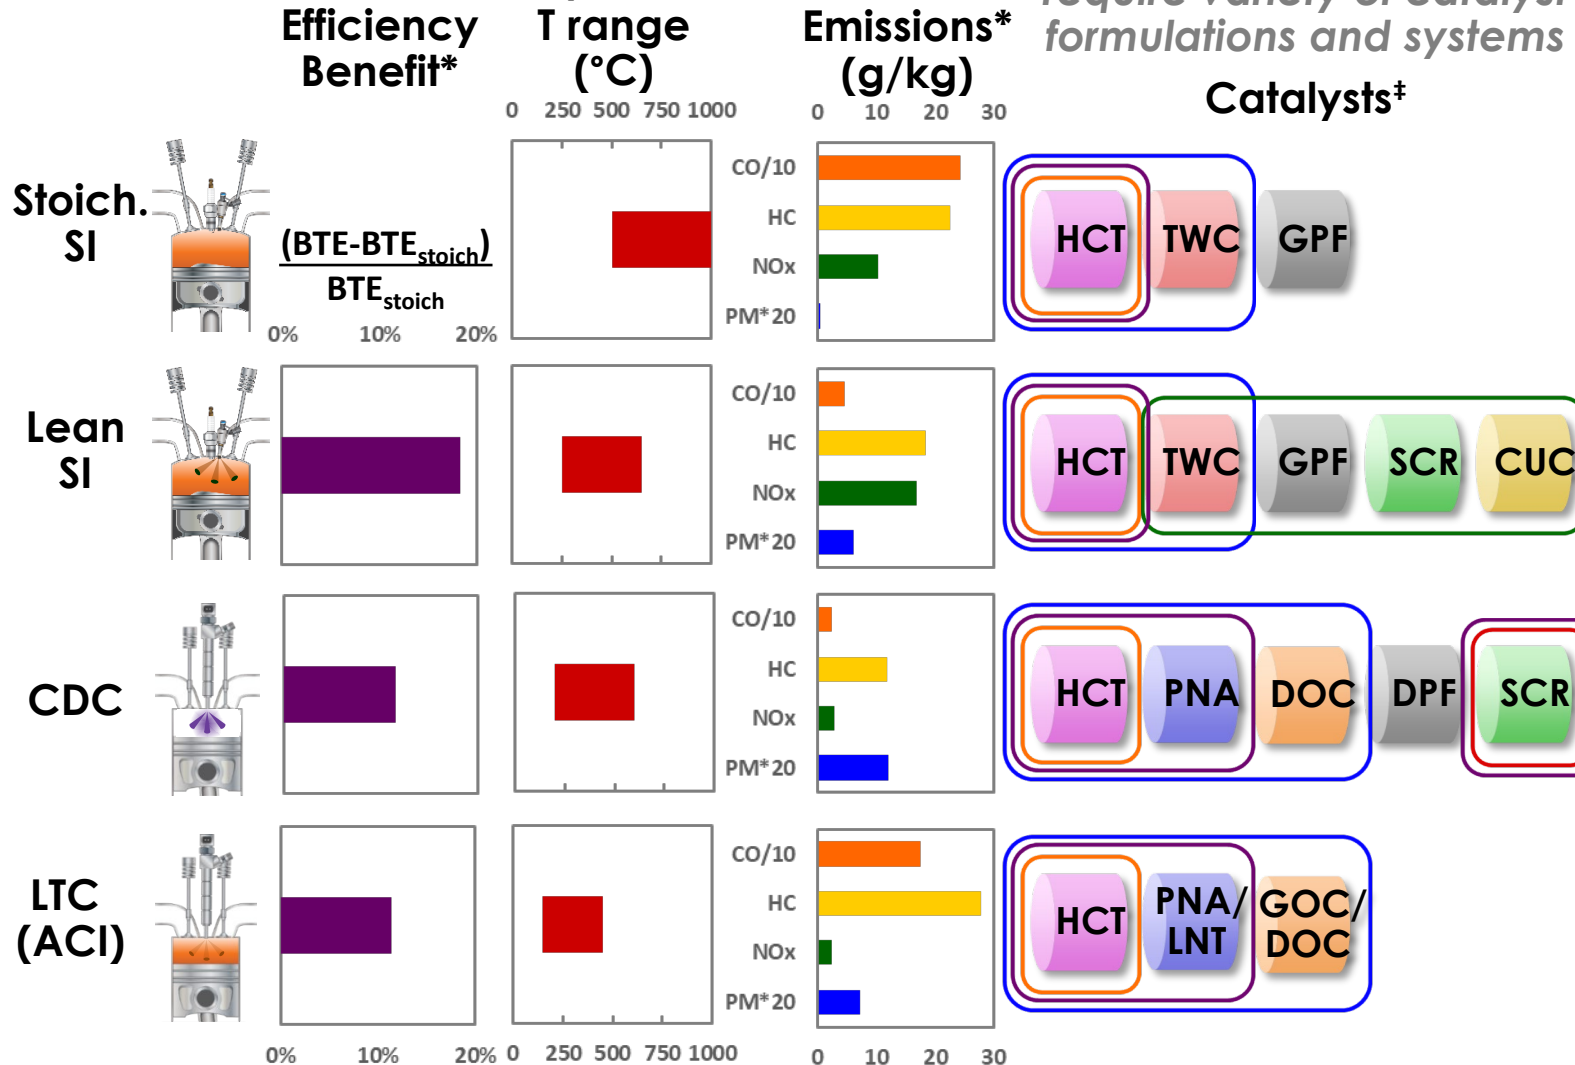 require variety of catalyst
Efficiency
Benefit*
T range
(°C)
Emissions*
(g/kg)
formulations and systems
Catalysts‡
0 250 500 750 1000
0 10 20 30
Stoich.
SI
(BTE-BTEstoich)
BTEstoich
0% 10% 20%
CO/10
HC
NOx
PM*20
HCT TWC GPF
Lean
SI
CO/10
HC
NOx
PM*20
HCT TWC GPF SCR CUC
CDC
CO/10
HC
NOx
PM*20
HCT PNA DOC DPF SCR
LTC
(ACI)
CO/10
HC
NOx
PM*20
HCT PNA/
LNT
GOC/
DOC
0% 10% 20%
0 250 500 750 1000
0 10 20 30